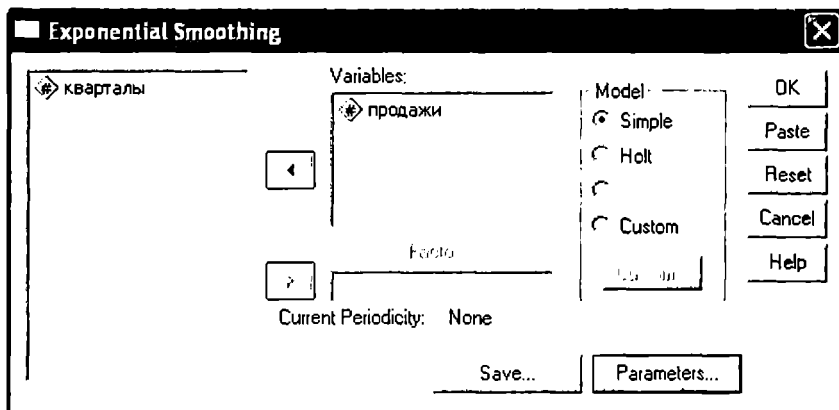 Exponential Smoothing
кварталы
Variables:
продажи
Model
Simple
Holt
Custom
OK
Paste
Reset
Cancel
Help
Current Periodicity: None
Save...
Parameters...